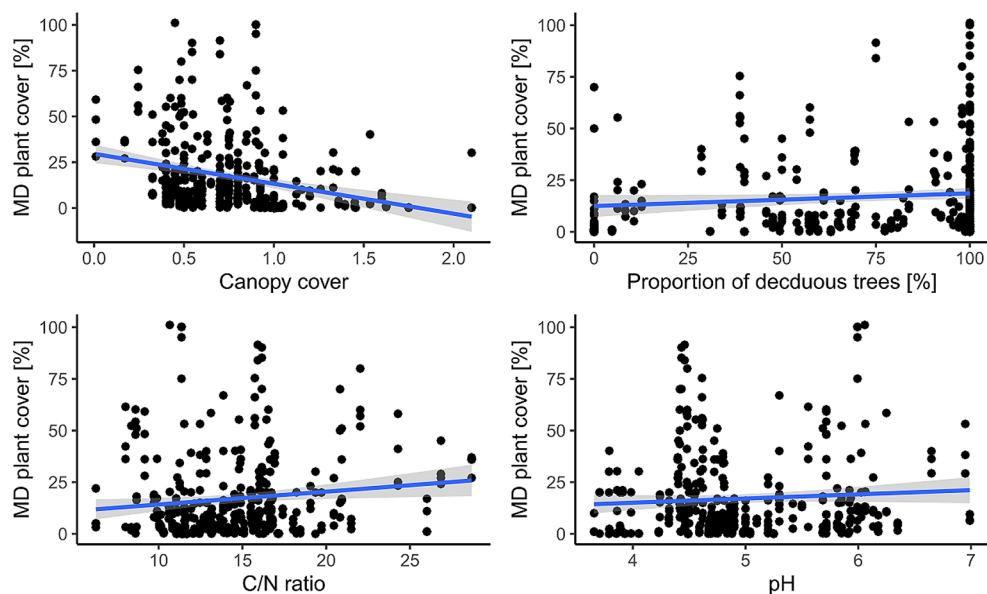 MD plant cover [%]
100
75
50
25
0
0.0 0.5 1.0 1.5 2.0
Canopy cover
MD plant cover [%]
100
75
50
25
0
0 25 50 75 100
Proportion of decduous trees [%]
MD plant cover [%]
100
75
50
25
0
10 15 20 25
C/N ratio
MD plant cover [%]
100
75
50
25
0
4 5 6 7
pH